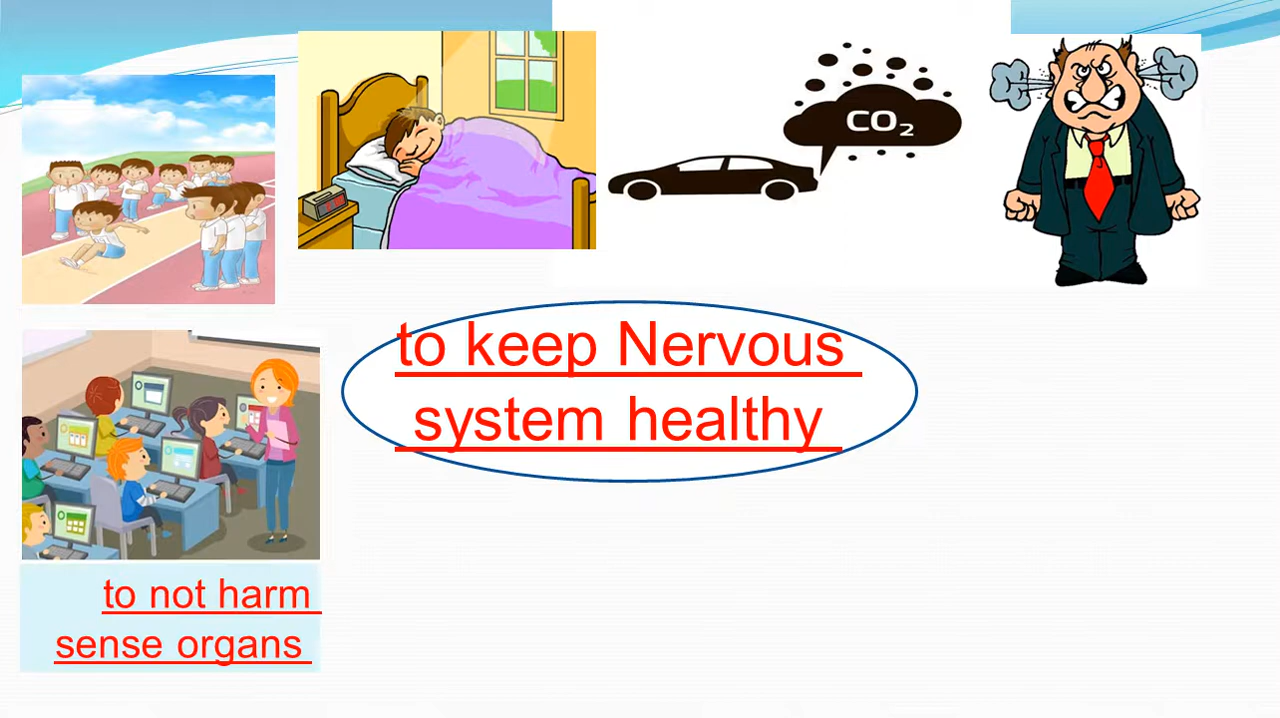 CO₂
to keep Nervous
system healthy
to not harm
sense organs